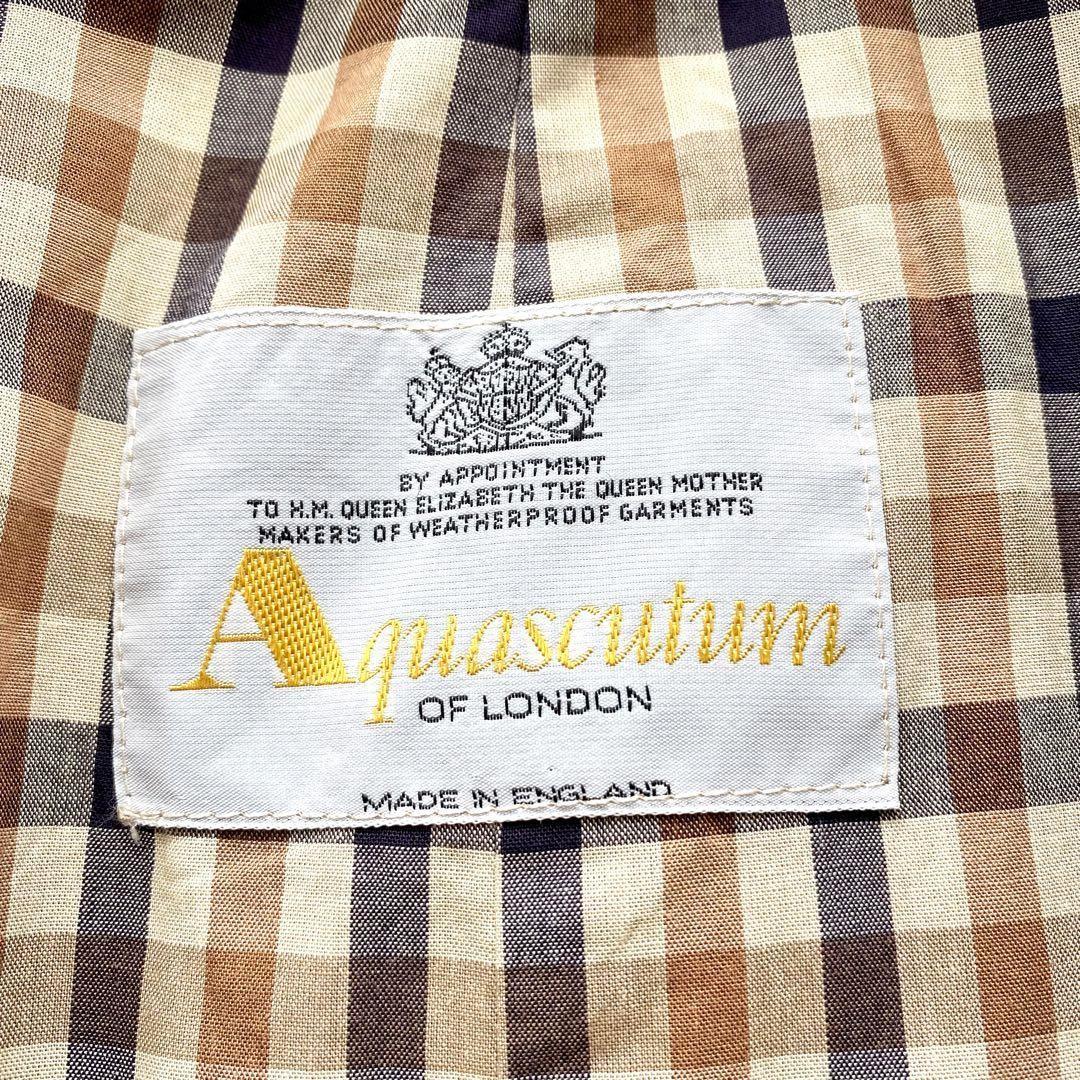 BY APPOINTMENT
TO H.M. QUEEN ELIZABETH THE QUEEN MOTHER
MAKERS OF WEATHERPROOF GARMENTS
Aquascutum
OF LONDON
MADE IN ENGLAND